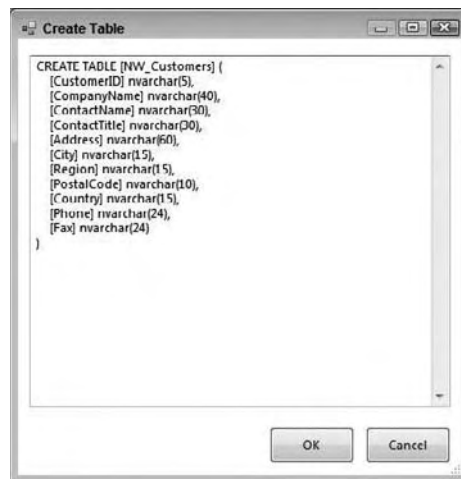 Create Table
CREATE TABLE [NW_Customers] (
[CustomerID] nvarchar(5),
[CompanyName] nvarchar(40),
[ContactName] nvarchar(30),
[ContactTitle] nvarchar(30),
[Address] nvarchar(60),
[City] nvarchar(15),
[Region] nvarchar(15),
[PostalCode] nvarchar(10),
[Country] nvarchar(15),
[Phone] nvarchar(24),
[Fax] nvarchar(24)
)
OK Cancel